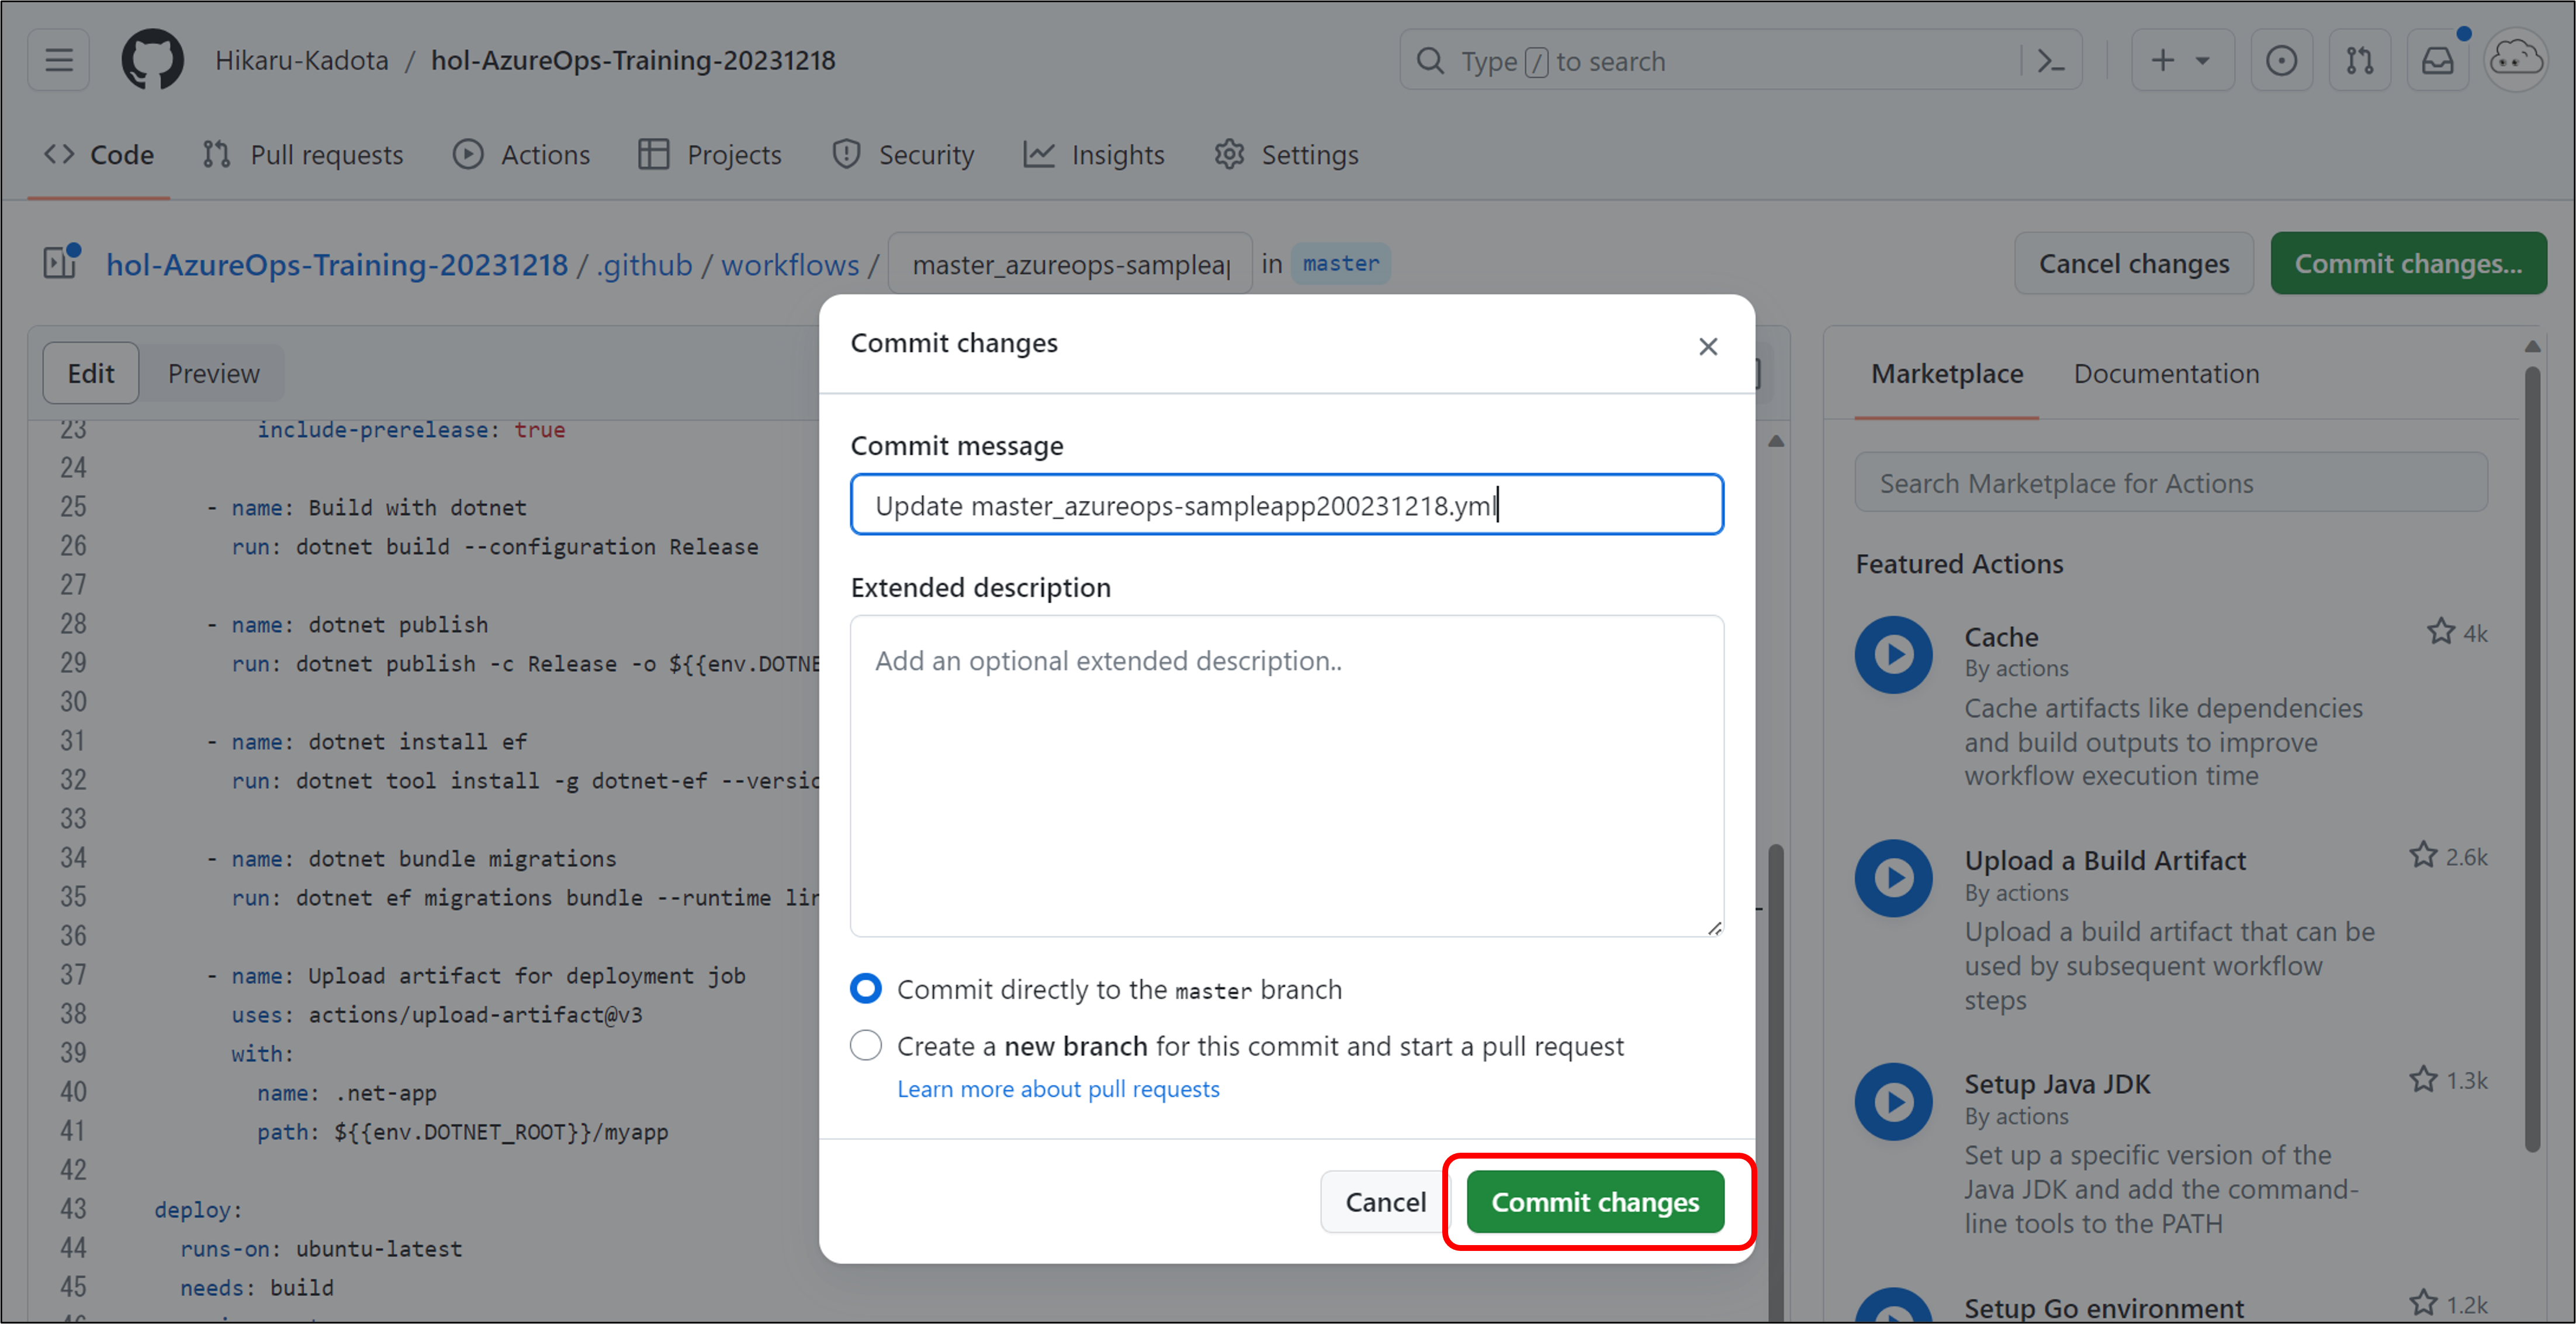 Hikaru-Kadota / hol-AzureOps-Training-20231218
Type / to search
Code Pull requests Actions Projects Security Insights Settings
hol-AzureOps-Training-20231218 / .github / workflows / master_azureops-sampleap in master
Cancel changes Commit changes...
Edit Preview
23 include-prerelease: true
24
25 - name: Build with dotnet
26 run: dotnet build --configuration Release
27
28 - name: dotnet publish
29 run: dotnet publish -c Release -o ${{env.DOTNE
30
31 - name: dotnet install ef
32 run: dotnet tool install -g dotnet-ef --versio
33
34 - name: dotnet bundle migrations
35 run: dotnet ef migrations bundle --runtime lin
36
37 - name: Upload artifact for deployment job
38 uses: actions/upload-artifact@v3
39 with:
40 name: .net-app
41 path: ${{env.DOTNET_ROOT}}/myapp
42
43 deploy:
44 runs-on: ubuntu-latest
45 needs: build
Commit changes
Commit message
Update master_azureops-sampleapp200231218.yml
Extended description
Add an optional extended description..
Commit directly to the master branch
Create a new branch for this commit and start a pull request
Learn more about pull requests
Cancel Commit changes
Marketplace Documentation
Search Marketplace for Actions
Featured Actions
Cache 4k
By actions
Cache artifacts like dependencies
and build outputs to improve
workflow execution time
Upload a Build Artifact 2.6k
By actions
Upload a build artifact that can be
used by subsequent workflow
steps
Setup Java JDK 1.3k
By actions
Set up a specific version of the
Java JDK and add the command-
line tools to the PATH
Setup Go environment 1.2k